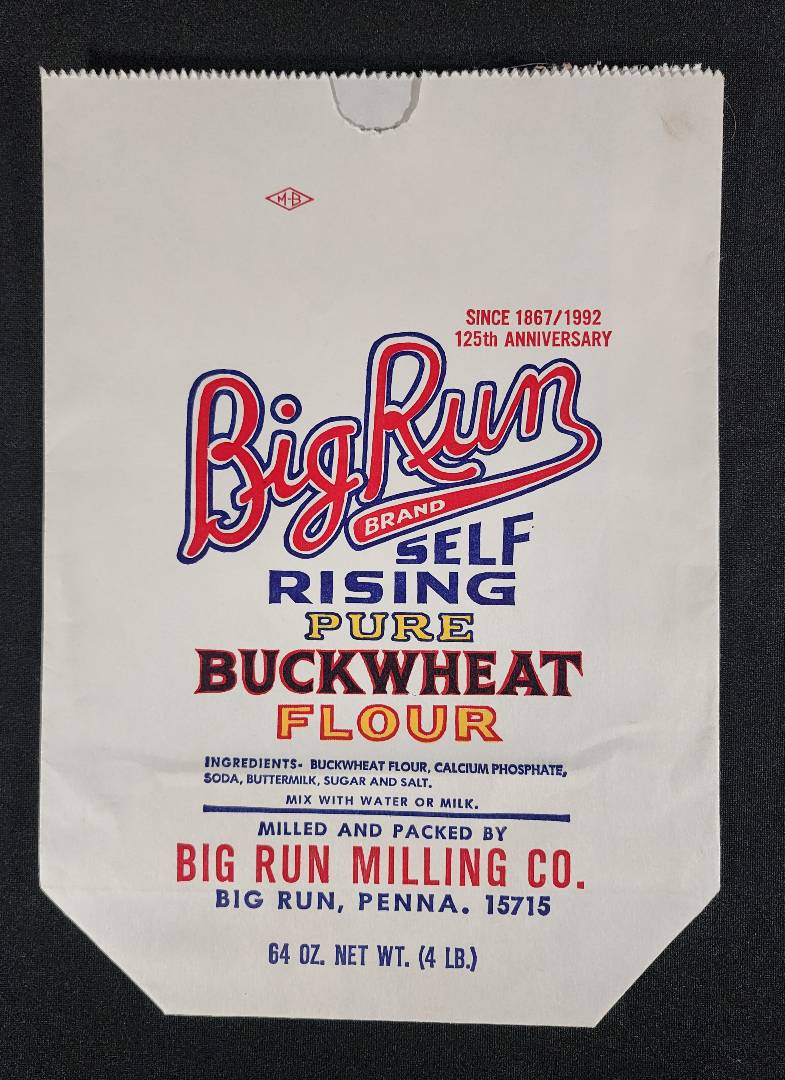 M-B
SINCE 1867/1992
125th ANNIVERSARY
Big Run
BRAND
SELF
RISING
PURE
BUCKWHEAT
FLOUR
INGREDIENTS- BUCKWHEAT FLOUR, CALCIUM PHOSPHATE,
SODA, BUTTERMILK, SUGAR AND SALT.
MIX WITH WATER OR MILK.
MILLED AND PACKED BY
BIG RUN MILLING CO.
BIG RUN, PENNA. 15715
64 OZ. NET WT. (4 LB.)